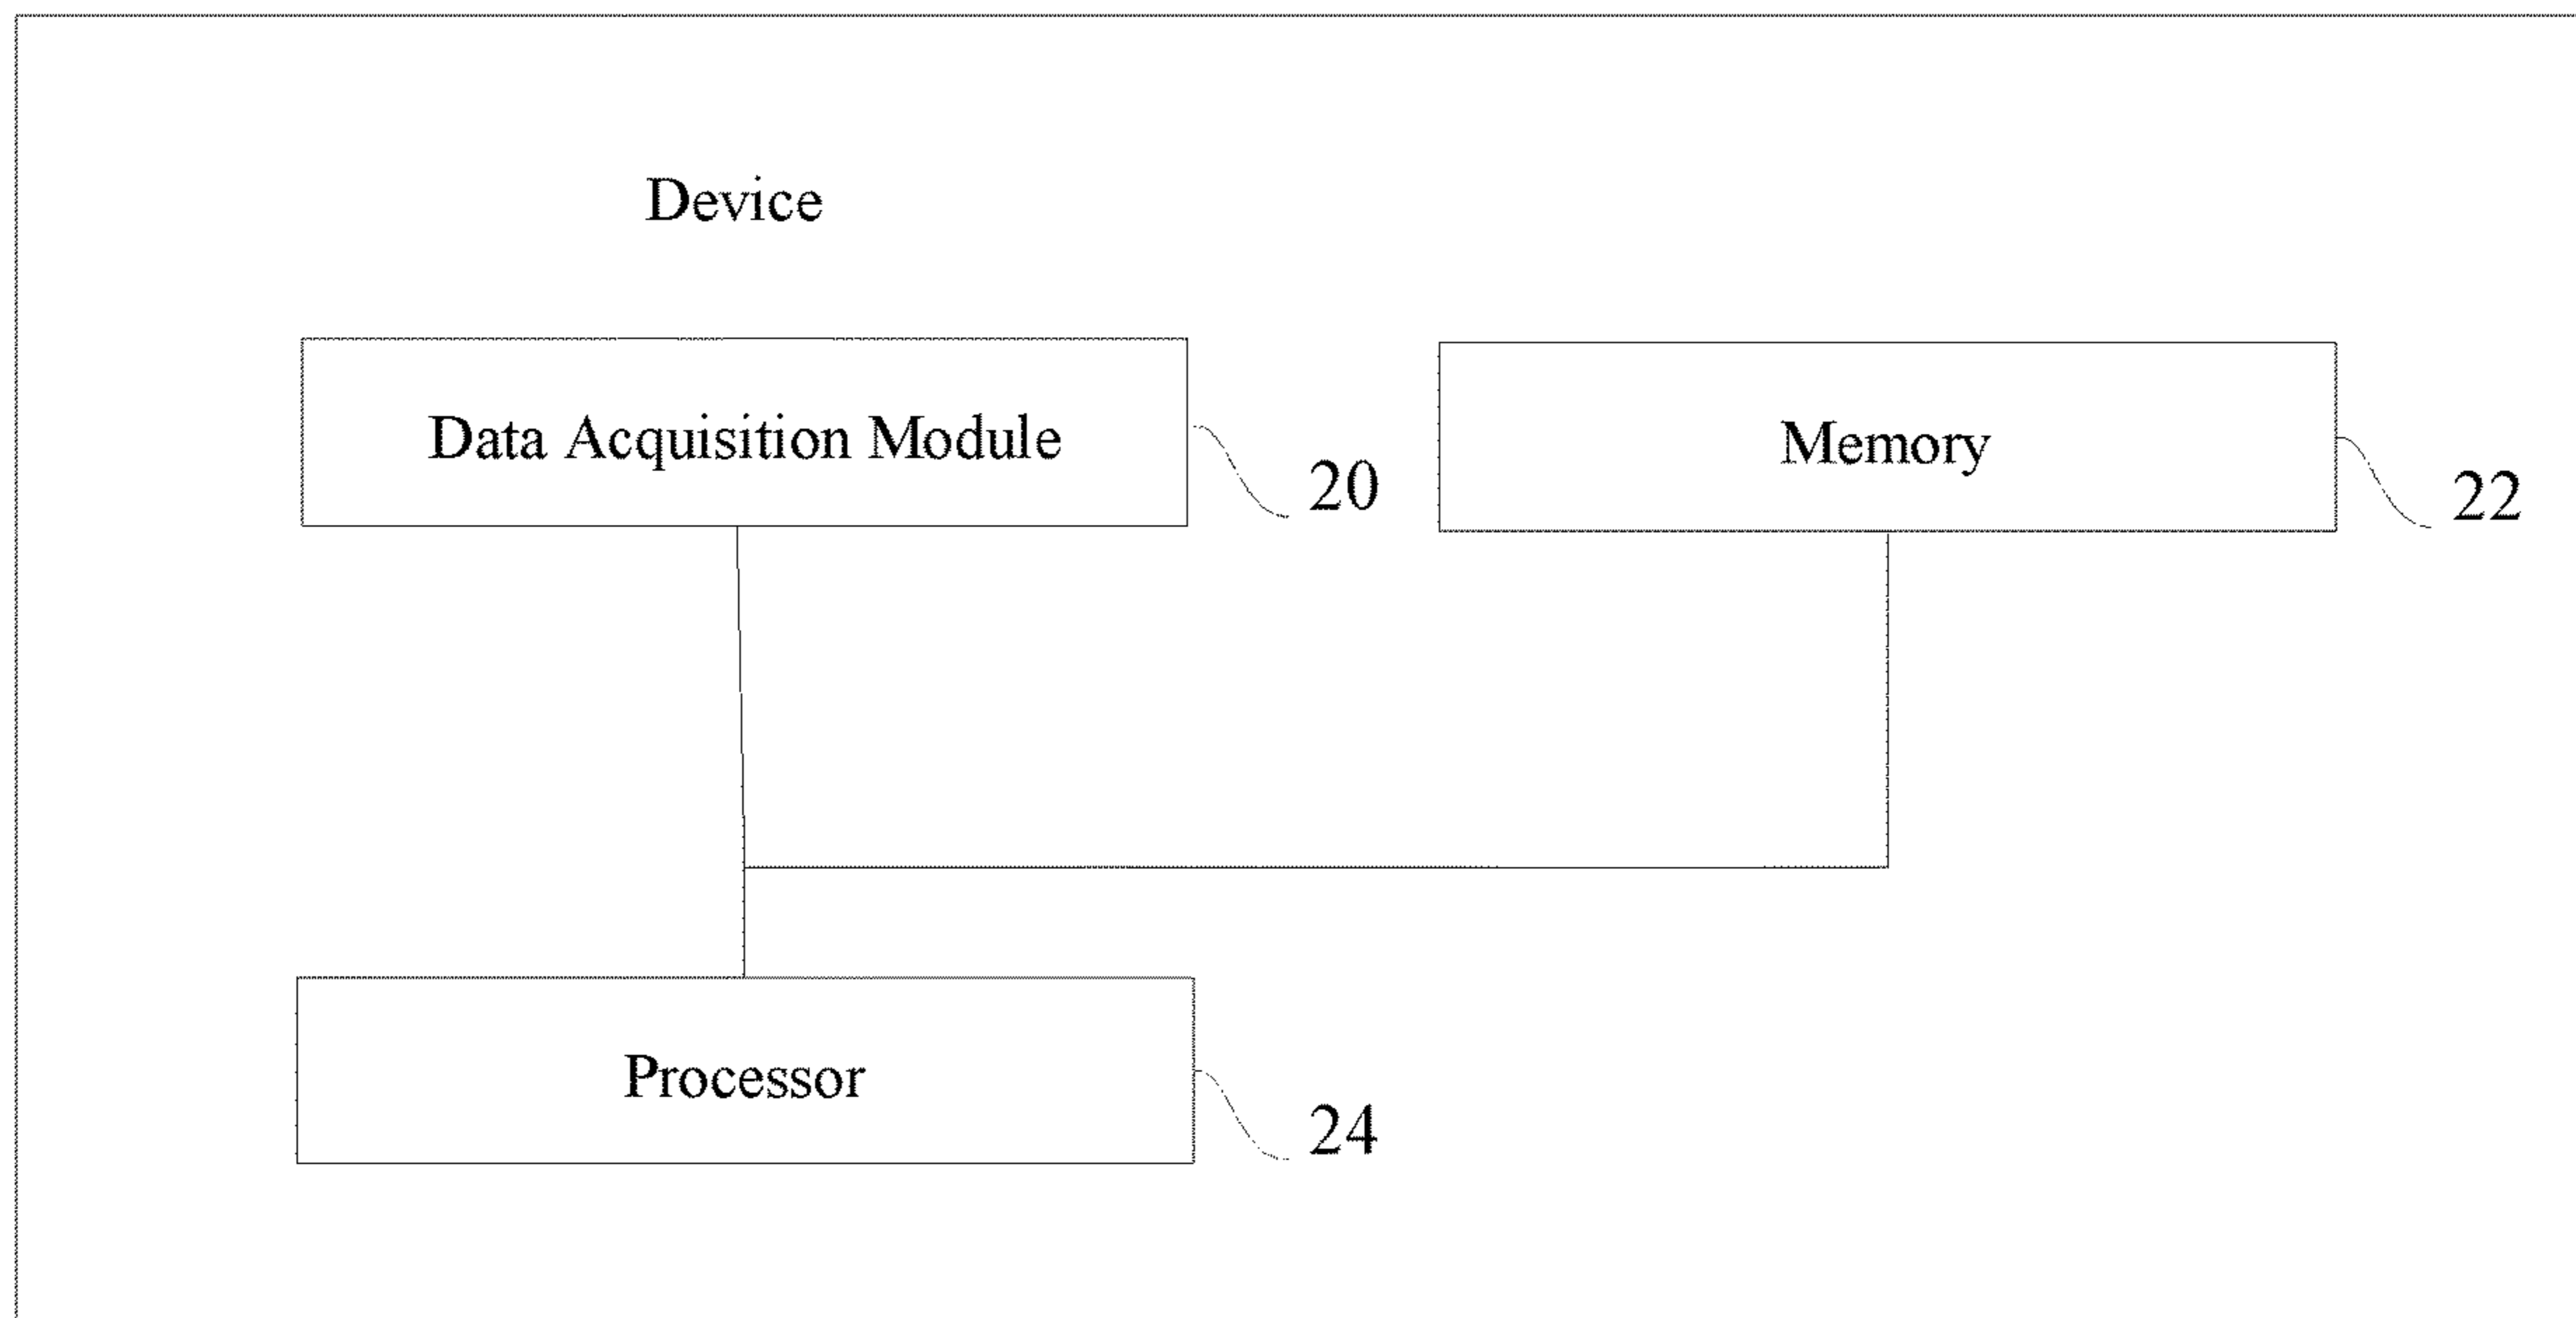 Device
Data Acquisition Module
20
Memory
22
Processor
24